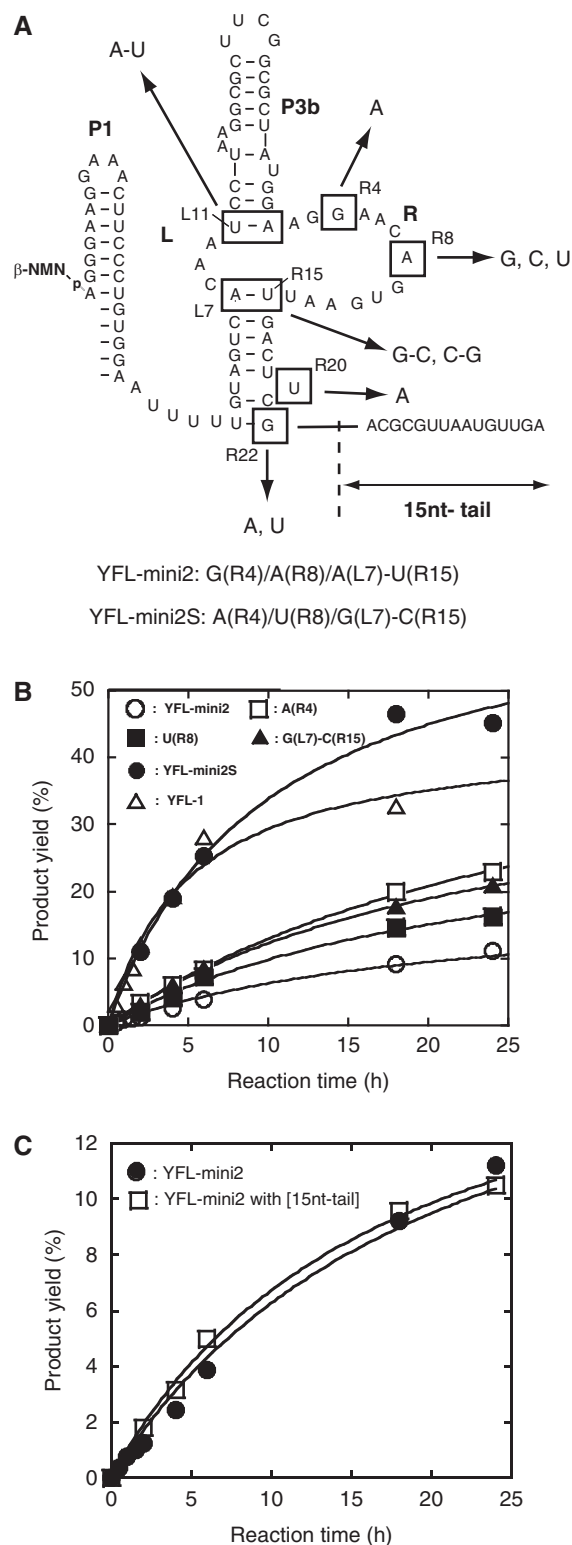 A
A-U
U C
U G
P3b
P1
A
R4
R
L11
L
A G G A A C
R8
U - A
A
G, C, U
β-NMN
p
R15
A - U
L7
U A A U G
G-C, C-G
R20
U
A
A U U U U U
G
ACGCGUUAAUGUUGA
R22
15nt- tail
A, U
YFL-mini2: G(R4)/A(R8)/A(L7)-U(R15)
YFL-mini2S: A(R4)/U(R8)/G(L7)-C(R15)
B
50
: YFL-mini2
: A(R4)
: U(R8)
: G(L7)-C(R15)
: YFL-mini2S
: YFL-1
40
30
20
10
0
Product yield (%)
0 5 10 15 20 25
Reaction time (h)
C
12
: YFL-mini2
: YFL-mini2 with [15nt-tail]
10
8
6
4
2
0
Product yield (%)
0 5 10 15 20 25
Reaction time (h)